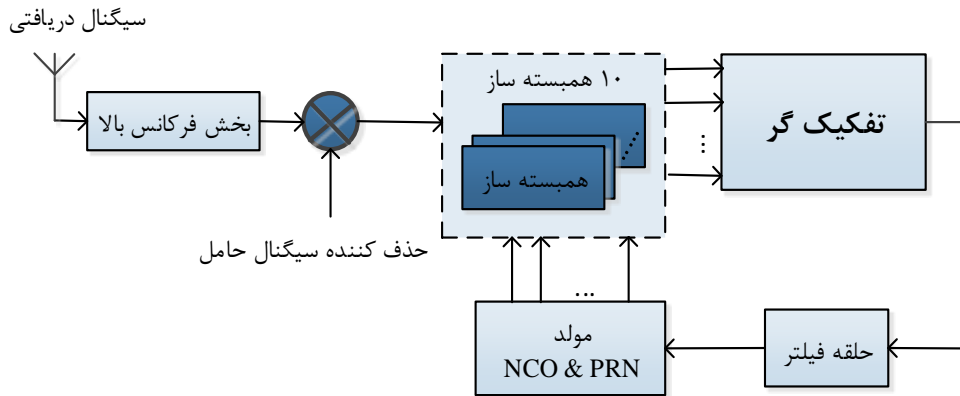 سیگنال دریافتی
بخش فرکانس بالا
حذف کننده سیگنال حامل
۱۰ همبسته ساز
همبسته ساز
تفکیک گر
...
...
مولد
NCO & PRN
حلقه فیلتر